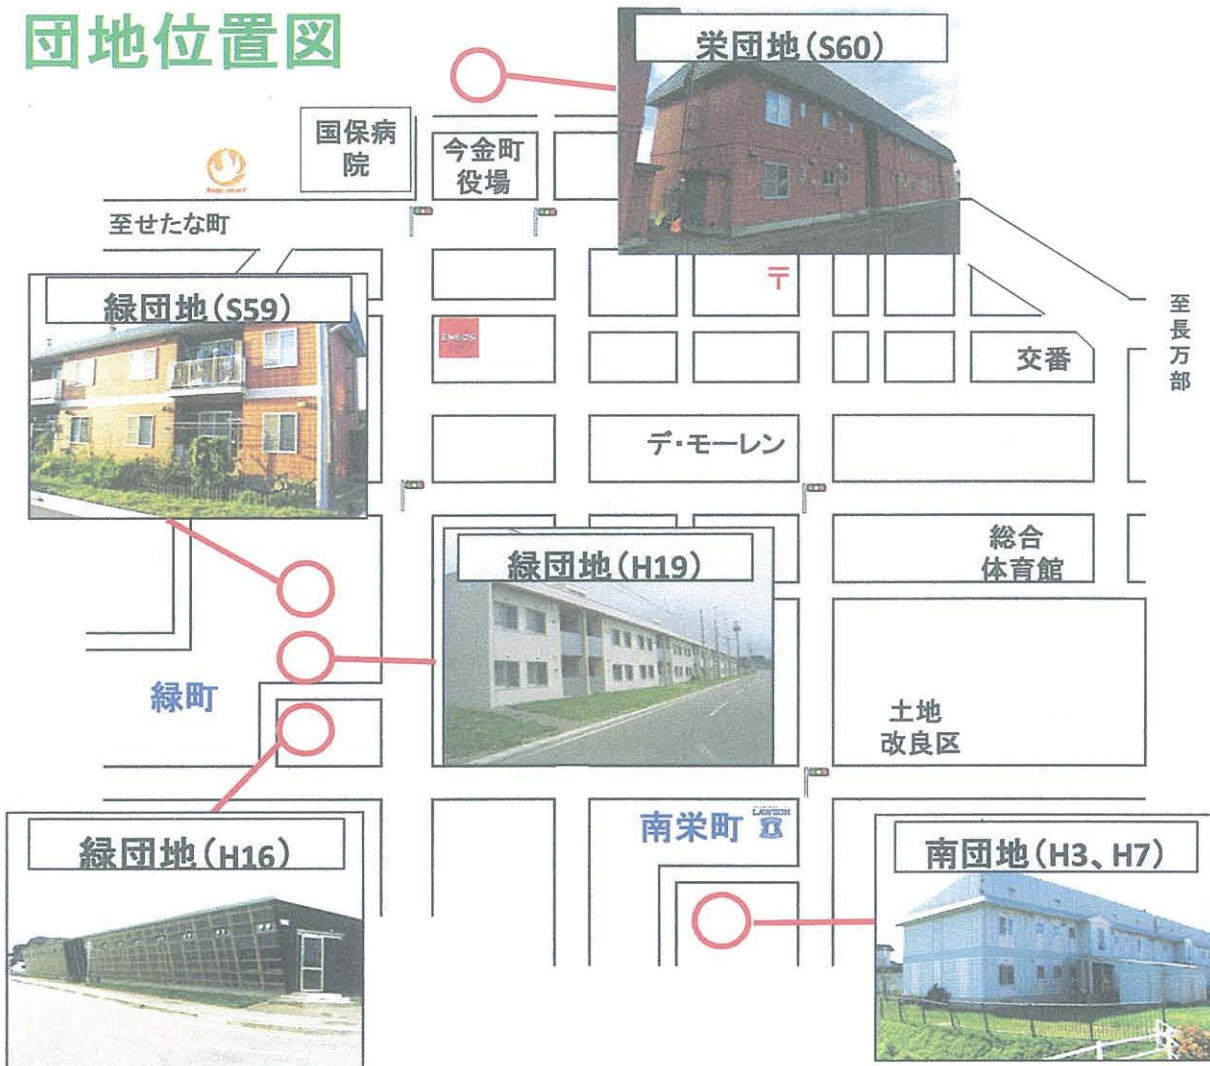 団地位置図
栄団地(S60)
国保病
院
今金町
役場
至せたな町
〒
緑団地(S59)
ENEOS
至長万部
交番
デ・モーレン
総合
体育館
緑団地(H19)
緑町
土地
改良区
南栄町
LAWSON
緑団地(H16)
南団地(H3、H7)